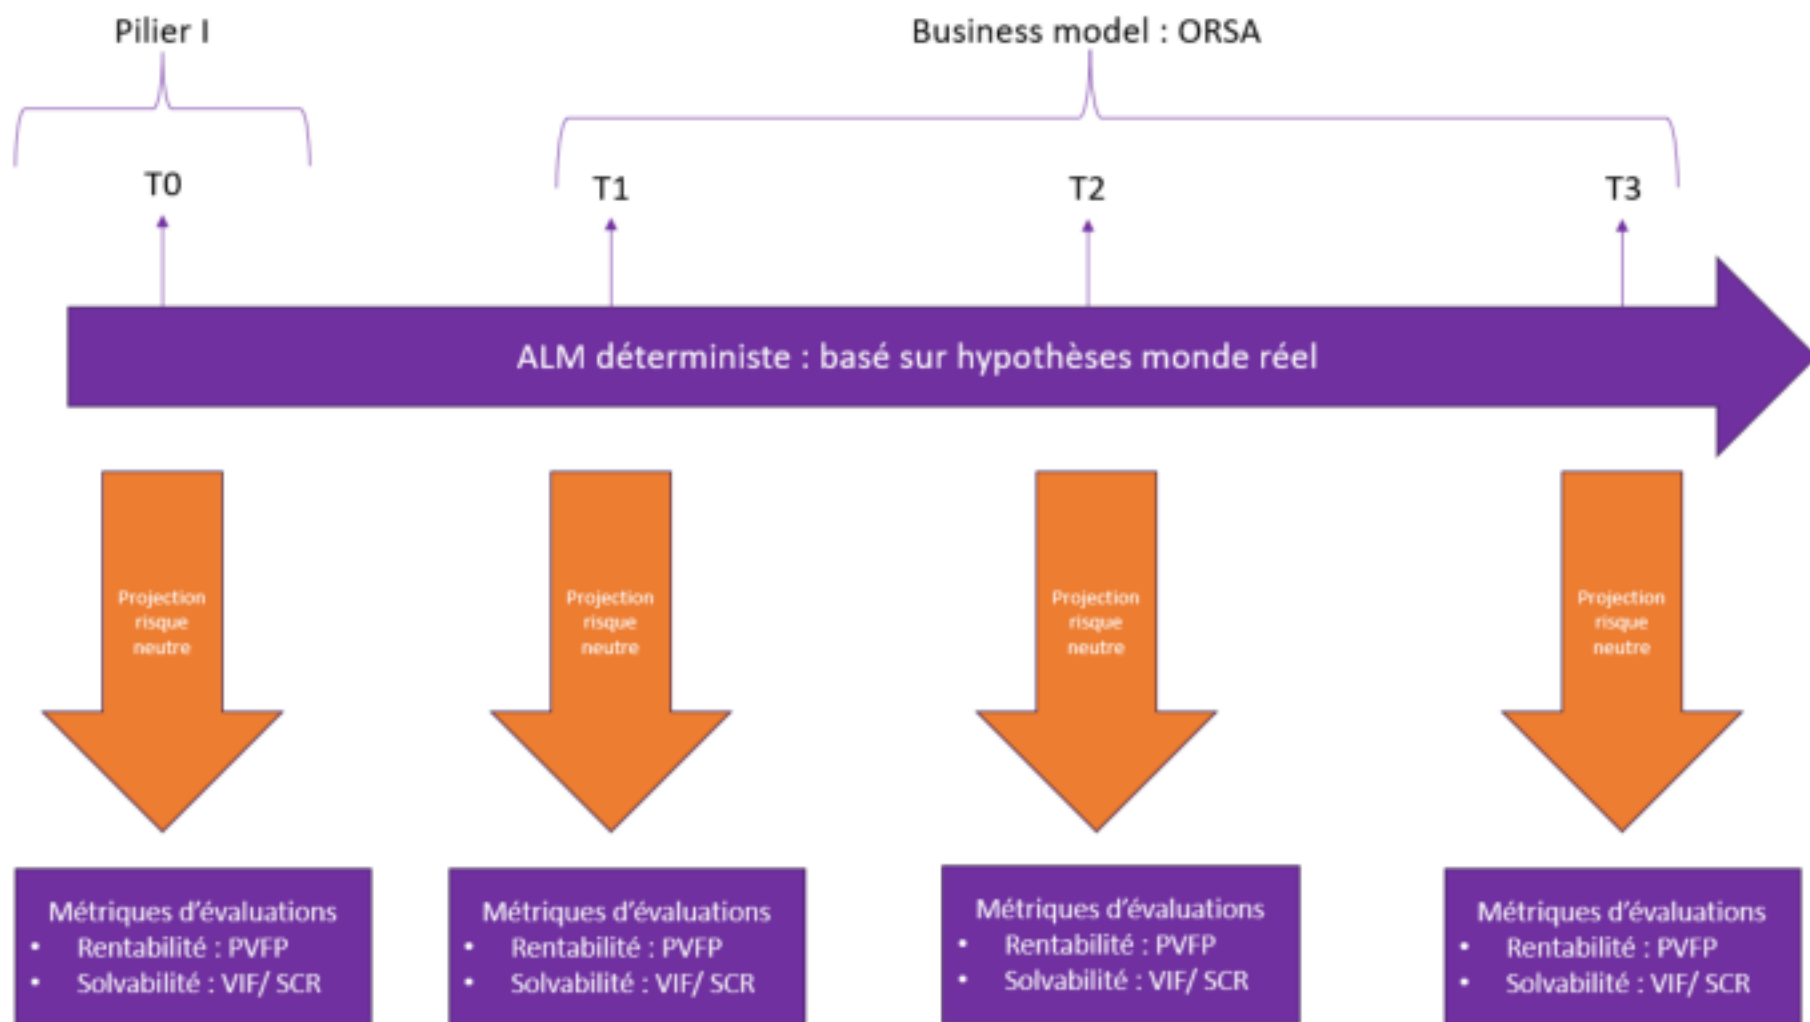 Pilier I
Business model : ORSA
T0
T1
T2
T3
ALM déterministe : basé sur hypothèses monde réel
Projection
risque
neutre
Projection
risque
neutre
Projection
risque
neutre
Projection
risque
neutre
Métriques d'évaluations
• Rentabilité : PVFP
• Solvabilité : VIF/ SCR
Métriques d'évaluations
• Rentabilité : PVFP
• Solvabilité : VIF/ SCR
Métriques d'évaluations
• Rentabilité : PVFP
• Solvabilité : VIF/ SCR
Métriques d'évaluations
• Rentabilité : PVFP
• Solvabilité : VIF/ SCR